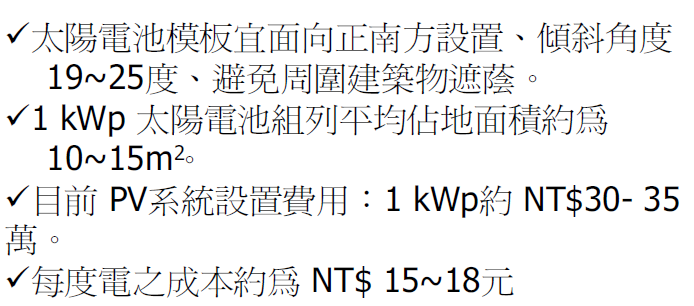 ✓太陽電池模板宜面向正南方設置、傾斜角度
19~25度、避免周圍建築物遮蔭。
✓1 kWp 太陽電池組列平均佔地面積約爲
10~15m²。
✓目前 PV系統設置費用：1 kWp約 NT$30- 35
萬。
✓每度電之成本約爲 NT$ 15~18元